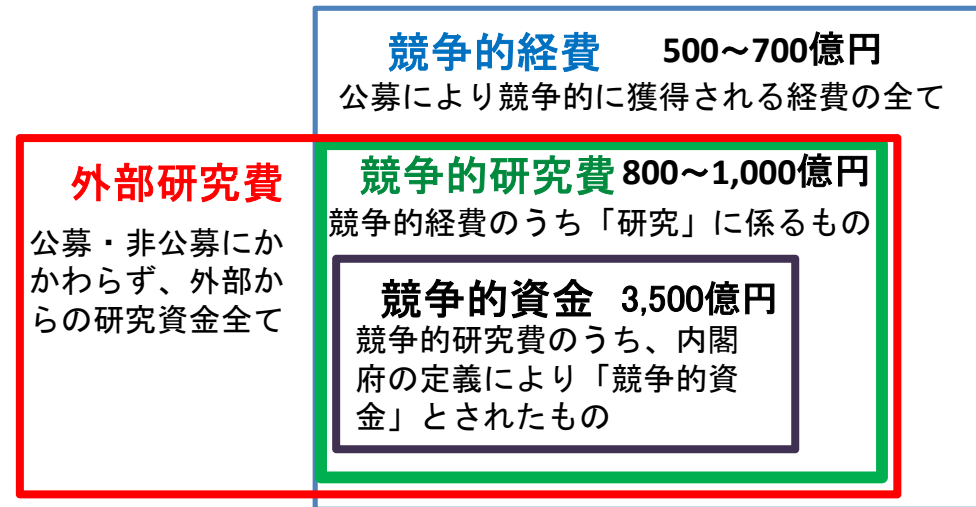 競争的経費 500～700億円
公募により競争的に獲得される経費の全て
外部研究費
公募・非公募にか
かわらず、外部か
らの研究資金全て
競争的研究費 800～1,000億円
競争的経費のうち「研究」に係るもの
競争的資金 3,500億円
競争的研究費のうち、内閣
府の定義により「競争的資
金」とされたもの